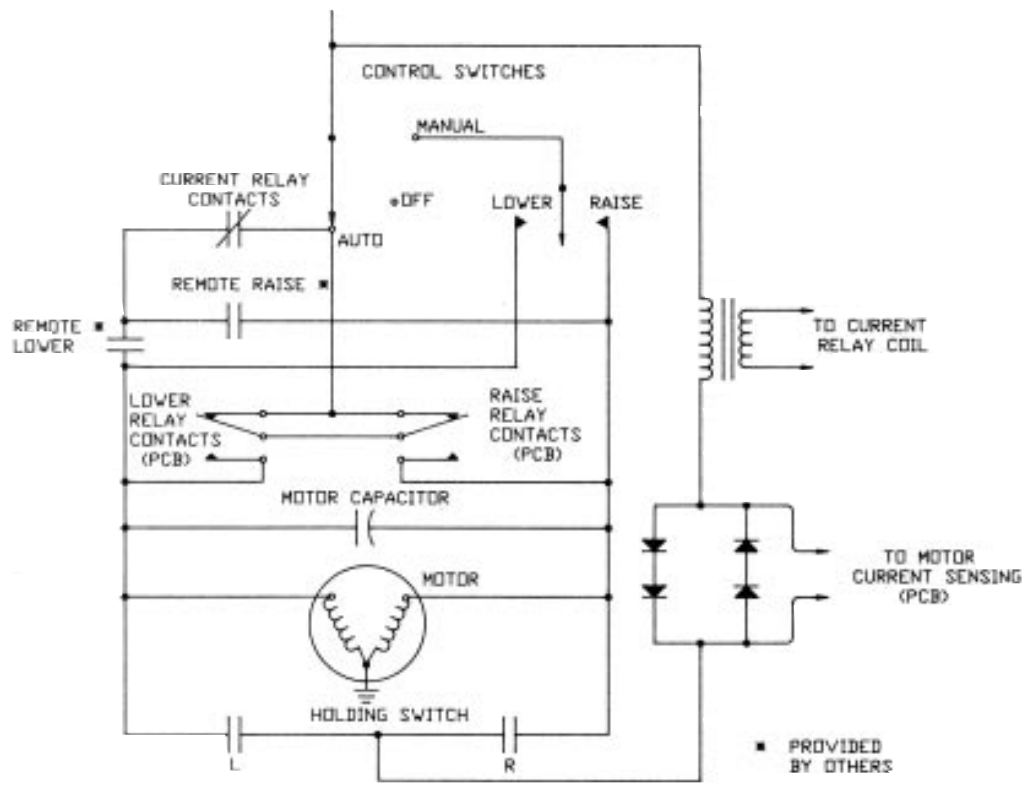 CONTROL SWITCHES
MANUAL
CURRENT RELAY
CONTACTS
OFF
LOWER
RAISE
AUTO
REMOTE RAISE *
REMOTE *
LOWER
TO CURRENT
RELAY COIL
LOWER
RELAY
CONTACTS
(PCB)
RAISE
RELAY
CONTACTS
(PCB)
MOTOR CAPACITOR
MOTOR
TO MOTOR
CURRENT SENSING
(PCB)
HOLDING SWITCH
L
R
* PROVIDED
BY OTHERS